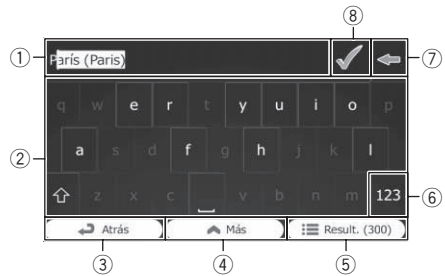 ⑧
① París (Paris) ⑦
q w e r t y u i o p
② a s d f g h j k l
z x c v b n m 123 ⑥
Atrás Más Result. (300)
③ ④ ⑤